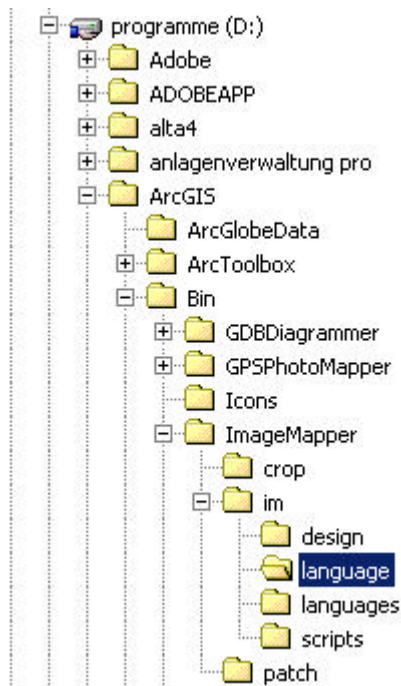 programme (D:)
Adobe
ADOBEAPP
alta4
anlagenverwaltung pro
ArcGIS
ArcGlobeData
ArcToolbox
Bin
GDBDiagrammer
GPSPhotoMapper
Icons
ImageMapper
crop
im
design
language
languages
scripts
patch